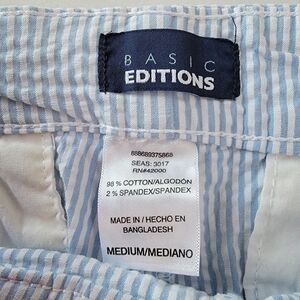 BASIC
EDITIONS
888689375868
SEAS: 3017
RN#42000
98 % COTTON/ALGODÓN
2 % SPANDEX/SPANDEX
MADE IN / HECHO EN
BANGLADESH
MEDIUM/MEDIANO